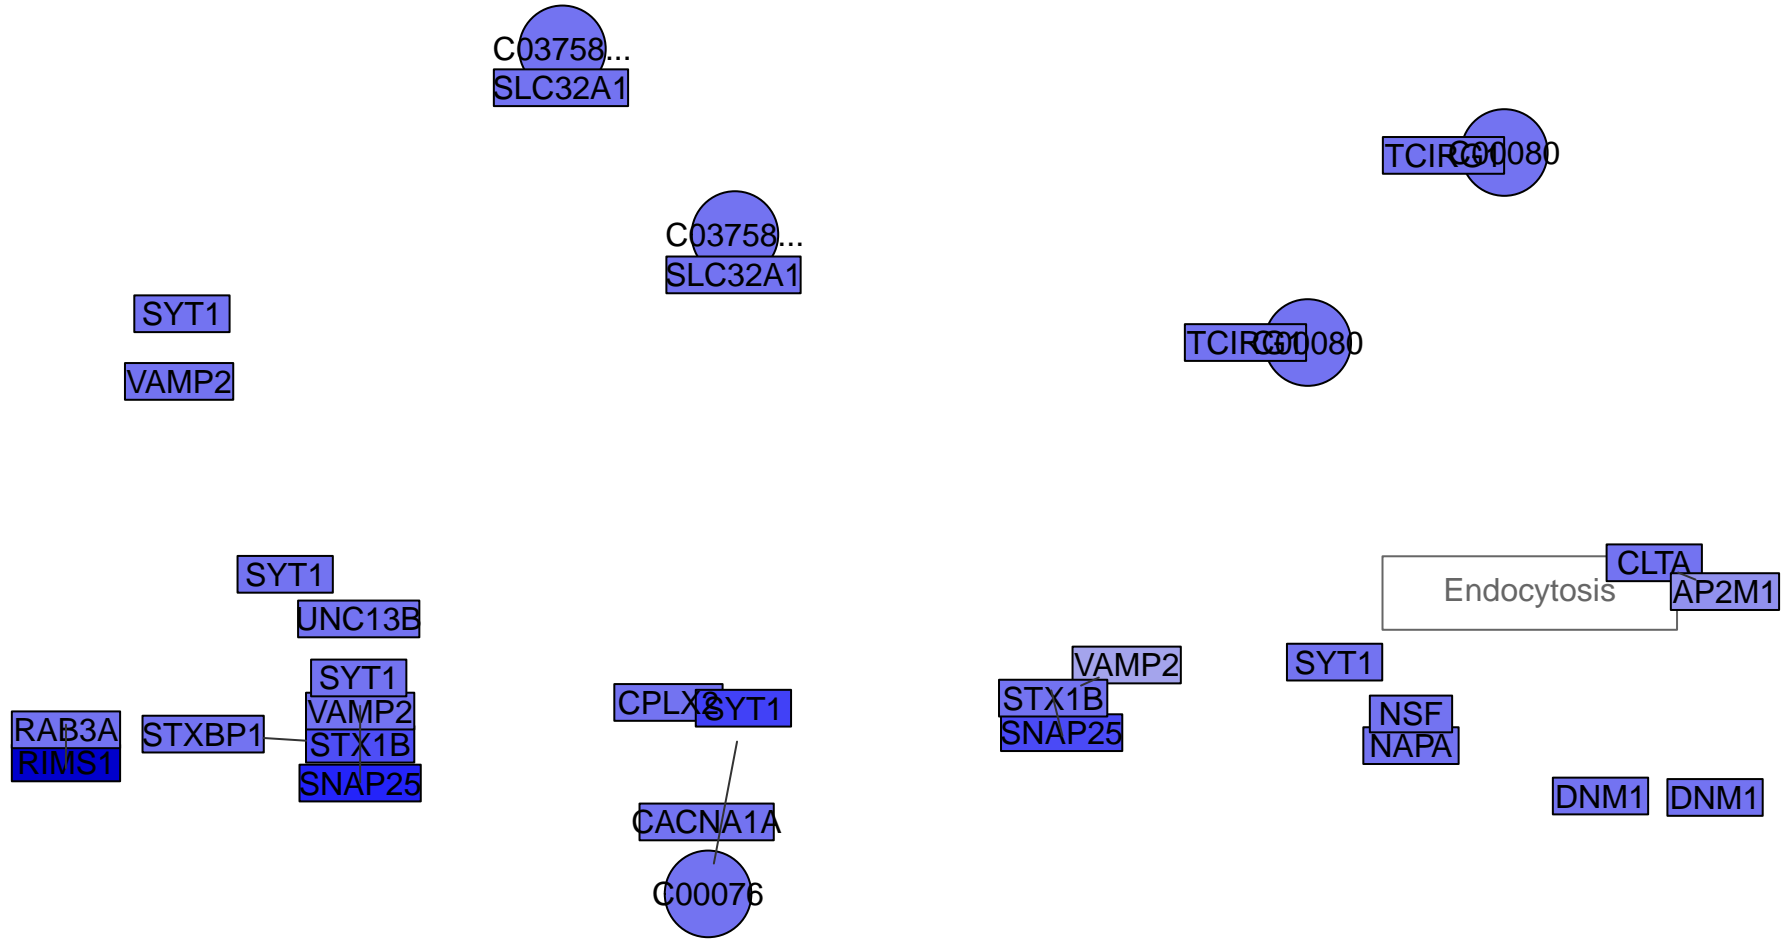 C03758...
SLC32A1
TCIRG1
C00080
C03758...
SLC32A1
SYT1
TCIRG1
C00080
VAMP2
SYT1
CLTA
Endocytosis
AP2M1
UNC13B
SYT1
VAMP2
SYT1
CPLX2
SYT1
STX1B
VAMP2
NSF
RAB3A
STXBP1
STX1B
SNAP25
NAPA
RIMS1
SNAP25
DNM1
DNM1
CACNA1A
C00076